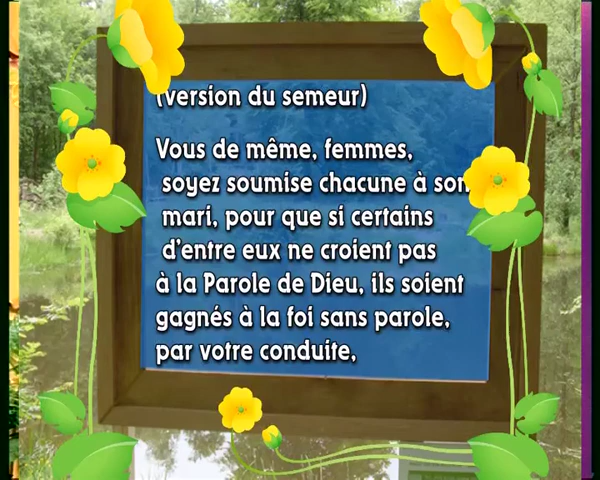 (version du semeur)
Vous de même, femmes,
soyez soumise chacune à son
mari, pour que si certains
d'entre eux ne croient pas
à la Parole de Dieu, ils soient
gagnés à la foi sans parole,
par votre conduite,